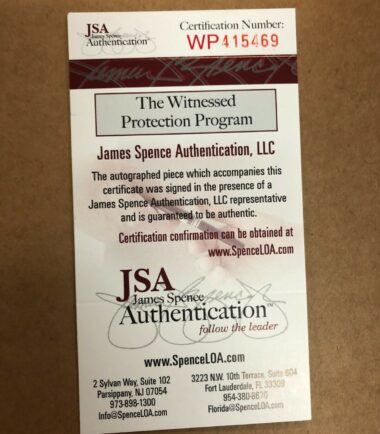 JSA
James Spence
Authentication
Certification Number:
WP415469
The Witnessed
Protection Program
James Spence Authentication, LLC
The autographed piece which accompanies this
certificate was signed in the presence of a
James Spence Authentication, LLC representative
and is guaranteed to be authentic.
Certification confirmation can be obtained at
www.SpenceLOA.com
JSA
James Spence
Authentication™
follow the leader
www.SpenceLOA.com
2 Sylvan Way, Suite 102
Parsippany, NJ 07054
973-898-1300
Info@SpenceLOA.com
3223 N.W. 10th Terrace, Suite 604
Fort Lauderdale, FL 33309
954-380-8670
Florida@SpenceLOA.com